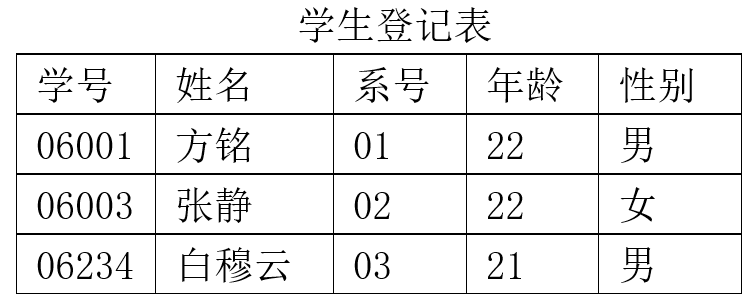 学生登记表
学号 姓名 系号 年龄 性别
06001 方铭 01 22 男
06003 张静 02 22 女
06234 白穆云 03 21 男